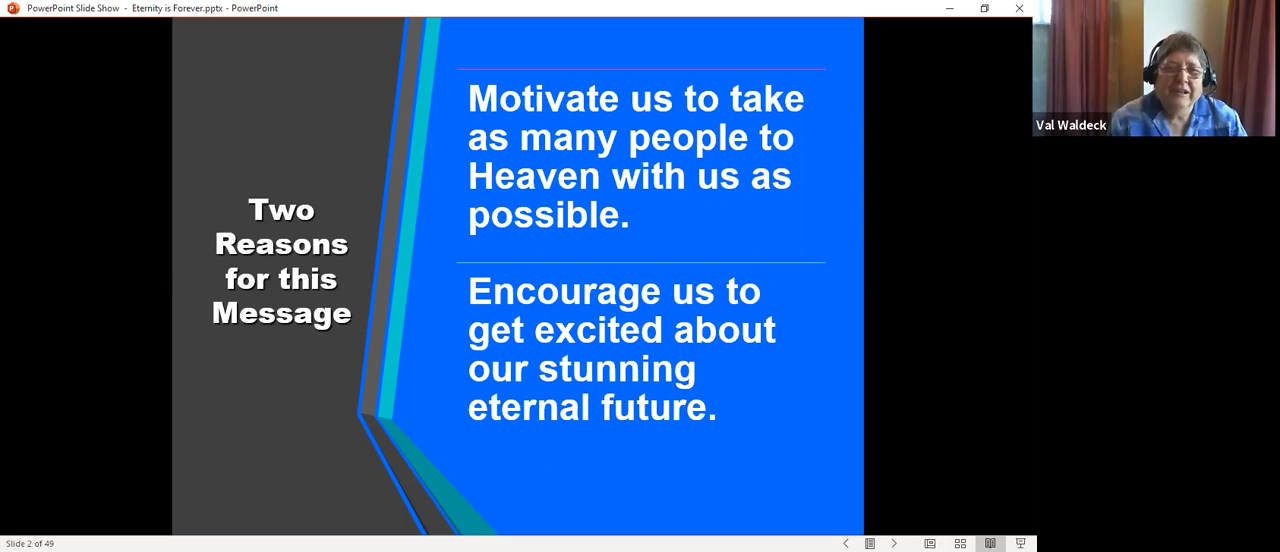 PowerPoint Slide Show - Eternity is Forever.pptx - PowerPoint
Val Waldeck
Two
Reasons
for this
Message
Motivate us to take
as many people to
Heaven with us as
possible.
Encourage us to
get excited about
our stunning
eternal future.
Slide 2 of 49